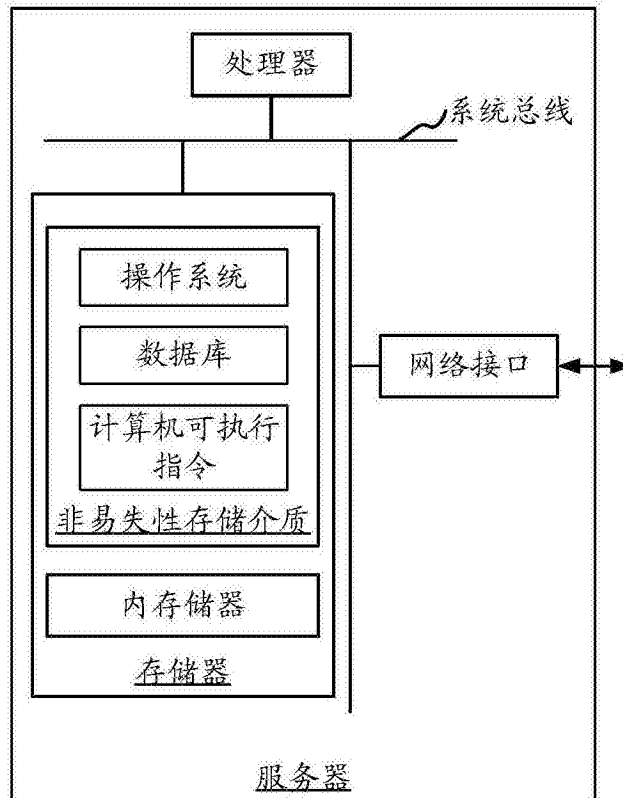 处理器
系统总线
操作系统
数据库
网络接口
计算机可执行
指令
非易失性存储介质
内存储器
存储器
服务器